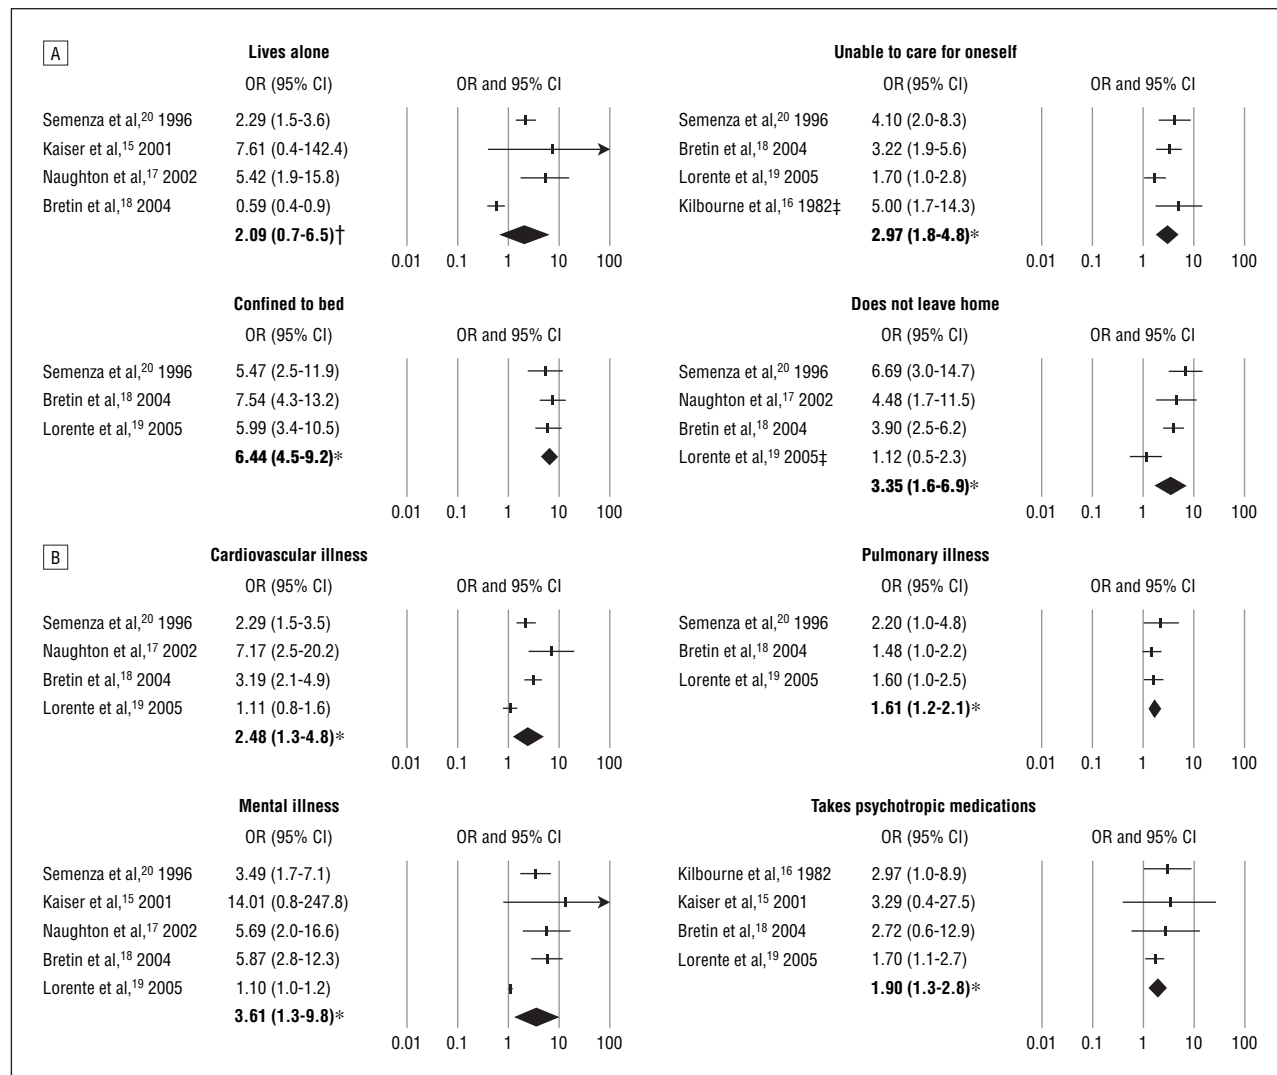 A
Lives alone
OR (95% CI) OR and 95% CI
Semenza et al,20 1996 2.29 (1.5-3.6)
Kaiser et al,15 2001 7.61 (0.4-142.4)
Naughton et al,17 2002 5.42 (1.9-15.8)
Bretin et al,18 2004 0.59 (0.4-0.9)
2.09 (0.7-6.5)†
0.01 0.1 1 10 100
Unable to care for oneself
OR (95% CI) OR and 95% CI
Semenza et al,20 1996 4.10 (2.0-8.3)
Bretin et al,18 2004 3.22 (1.9-5.6)
Lorente et al,19 2005 1.70 (1.0-2.8)
Kilbourne et al,16 1982‡ 5.00 (1.7-14.3)
2.97 (1.8-4.8)*
0.01 0.1 1 10 100
Confined to bed
OR (95% CI) OR and 95% CI
Semenza et al,20 1996 5.47 (2.5-11.9)
Bretin et al,18 2004 7.54 (4.3-13.2)
Lorente et al,19 2005 5.99 (3.4-10.5)
6.44 (4.5-9.2)*
0.01 0.1 1 10 100
Does not leave home
OR (95% CI) OR and 95% CI
Semenza et al,20 1996 6.69 (3.0-14.7)
Naughton et al,17 2002 4.48 (1.7-11.5)
Bretin et al,18 2004 3.90 (2.5-6.2)
Lorente et al,19 2005‡ 1.12 (0.5-2.3)
3.35 (1.6-6.9)*
0.01 0.1 1 10 100
B
Cardiovascular illness
OR (95% CI) OR and 95% CI
Semenza et al,20 1996 2.29 (1.5-3.5)
Naughton et al,17 2002 7.17 (2.5-20.2)
Bretin et al,18 2004 3.19 (2.1-4.9)
Lorente et al,19 2005 1.11 (0.8-1.6)
2.48 (1.3-4.8)*
0.01 0.1 1 10 100
Pulmonary illness
OR (95% CI) OR and 95% CI
Semenza et al,20 1996 2.20 (1.0-4.8)
Bretin et al,18 2004 1.48 (1.0-2.2)
Lorente et al,19 2005 1.60 (1.0-2.5)
1.61 (1.2-2.1)*
0.01 0.1 1 10 100
Mental illness
OR (95% CI) OR and 95% CI
Semenza et al,20 1996 3.49 (1.7-7.1)
Kaiser et al,15 2001 14.01 (0.8-247.8)
Naughton et al,17 2002 5.69 (2.0-16.6)
Bretin et al,18 2004 5.87 (2.8-12.3)
Lorente et al,19 2005 1.10 (1.0-1.2)
3.61 (1.3-9.8)*
0.01 0.1 1 10 100
Takes psychotropic medications
OR (95% CI) OR and 95% CI
Kilbourne et al,16 1982 2.97 (1.0-8.9)
Kaiser et al,15 2001 3.29 (0.4-27.5)
Bretin et al,18 2004 2.72 (0.6-12.9)
Lorente et al,19 2005 1.70 (1.1-2.7)
1.90 (1.3-2.8)*
0.01 0.1 1 10 100